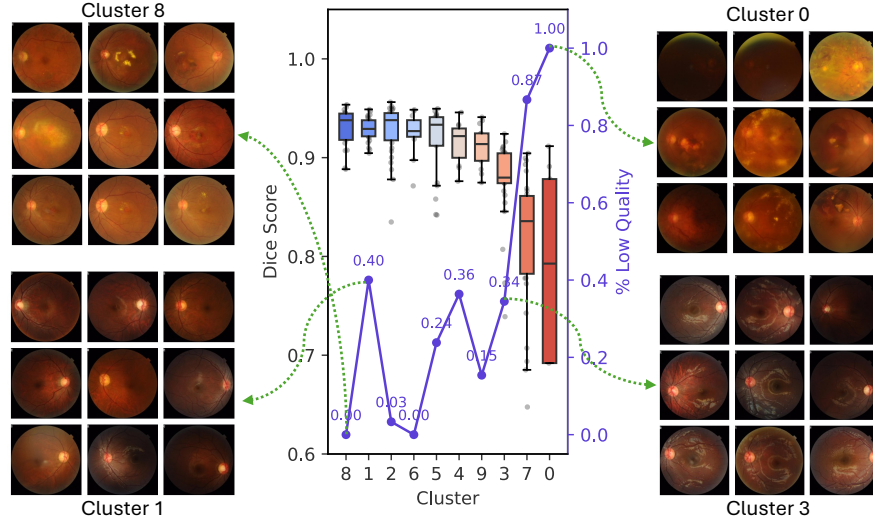 Cluster 8
Cluster 0
Cluster 1
Cluster 3
Dice Score
1.0
0.9
0.8
0.7
0.6
% Low Quality
1.0
0.8
0.6
0.4
0.2
0.0
0.00
0.40
0.03
0.00
0.24
0.36
0.15
0.34
0.87
1.00
8 1 2 6 5 4 9 3 7 0
Cluster